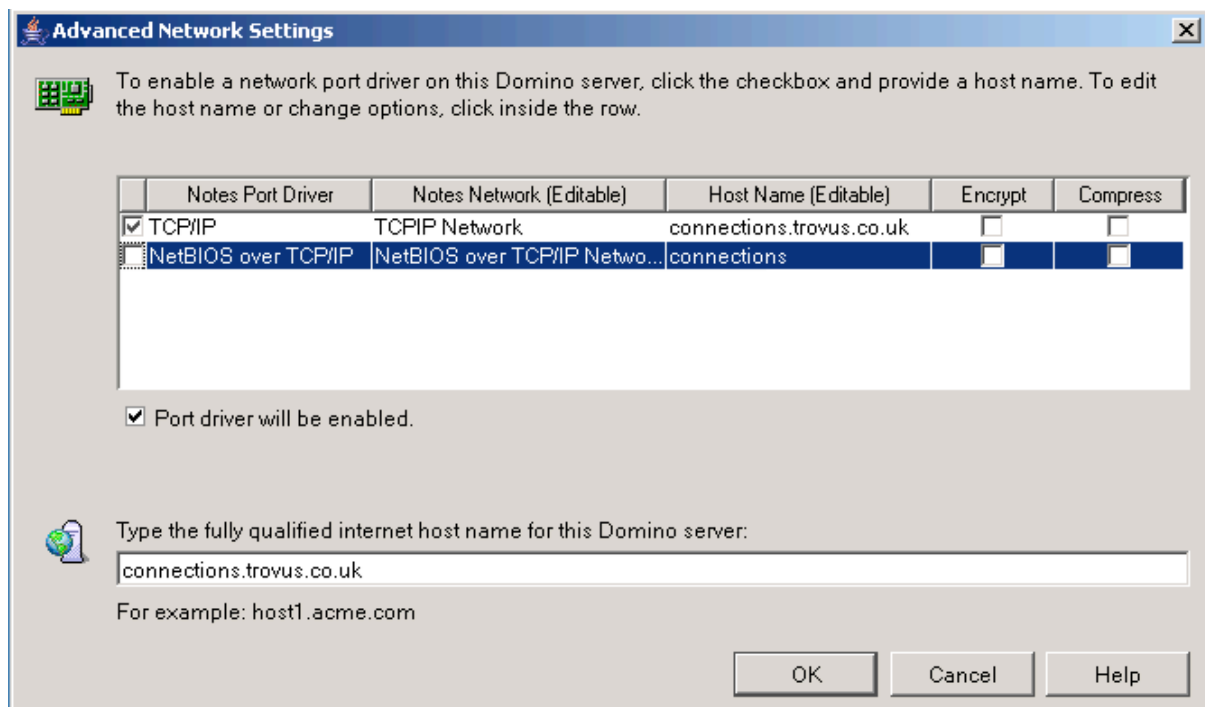 Advanced Network Settings
To enable a network port driver on this Domino server, click the checkbox and provide a host name. To edit
the host name or change options, click inside the row.
Notes Port Driver Notes Network (Editable) Host Name (Editable) Encrypt Compress
TCP/IP TCPIP Network connections.trovus.co.uk
NetBIOS over TCP/IP NetBIOS over TCP/IP Netwo... connections
Port driver will be enabled.
Type the fully qualified internet host name for this Domino server:
connections.trovus.co.uk
For example: host1.acme.com
OK Cancel Help